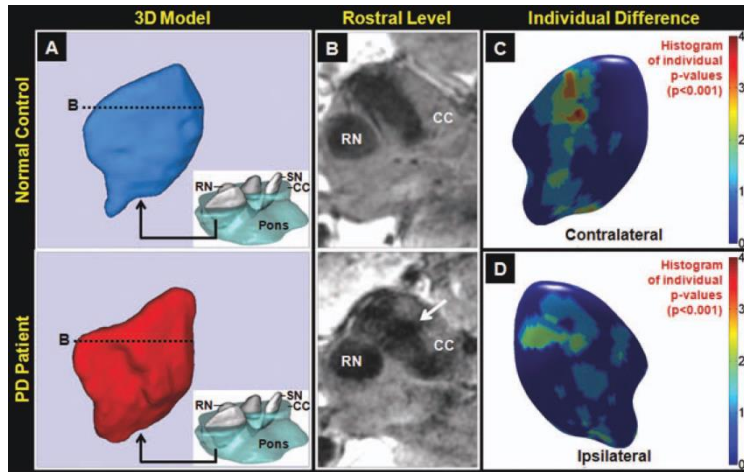 3D Model
Rostral Level
Individual Difference
Normal Control
A
B
RN
SN
CC
Pons
B
RN
CC
C
Histogram
of individual
p-values
(p<0.001)
4
3
2
1
0
Contralateral
PD Patient
B
RN
SN
CC
Pons
RN
CC
D
Histogram
of individual
p-values
(p<0.001)
4
3
2
1
0
Ipsilateral